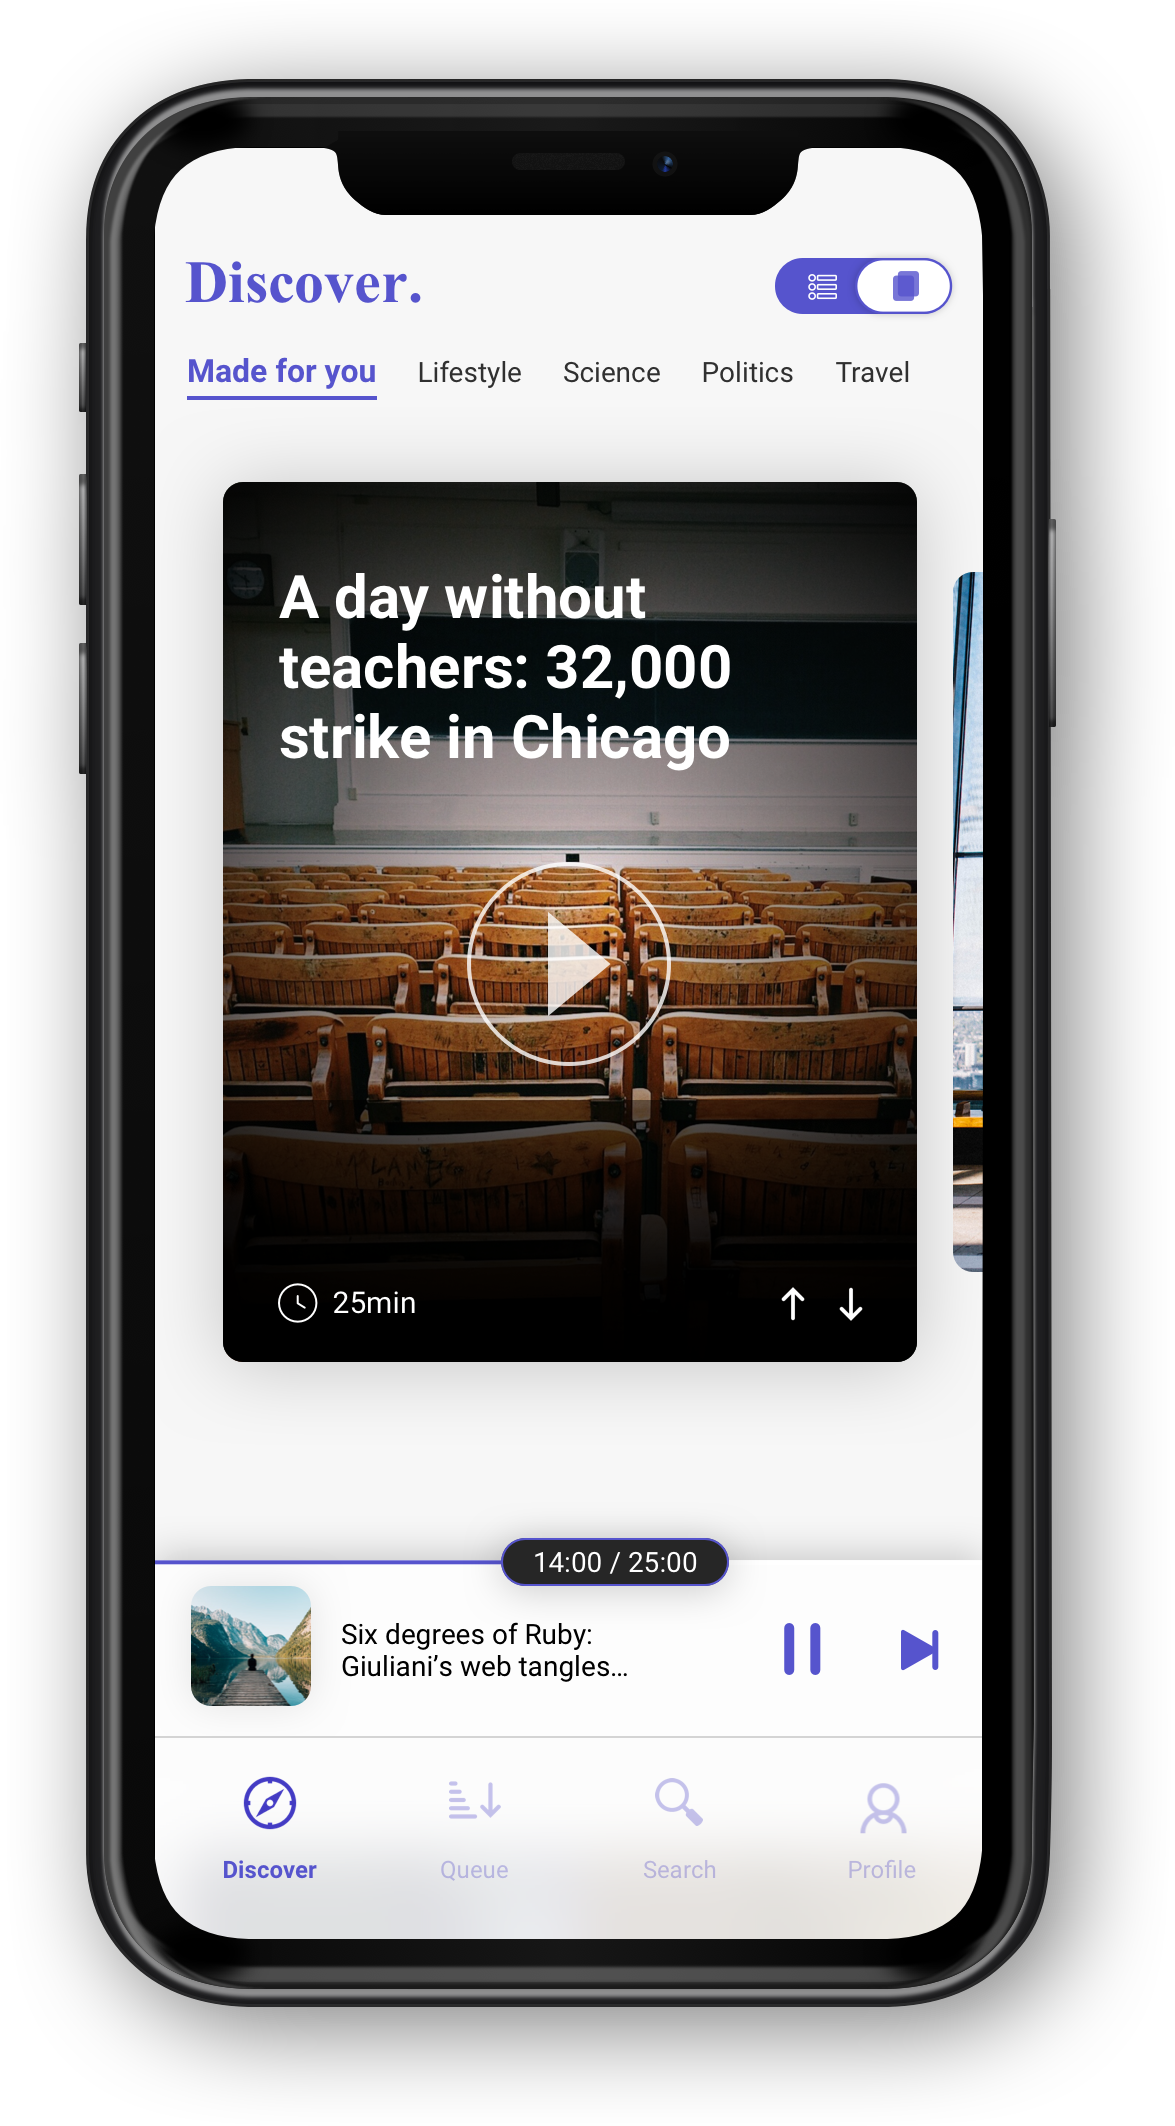 Discover.
Made for you Lifestyle Science Politics Travel
A day without
teachers: 32,000
strike in Chicago
25min
14:00 / 25:00
Six degrees of Ruby:
Giuliani’s web tangles...
Discover Queue Search Profile